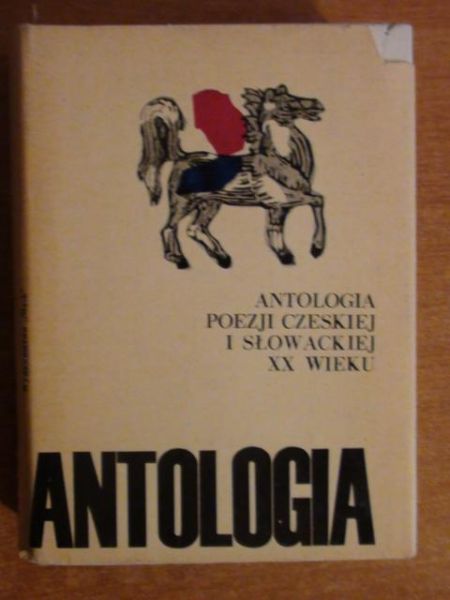 ANTOLOGIA
POEZJI CZESKIEJ
I SŁOWACKIEJ
XX WIEKU
ANTOLOGIA